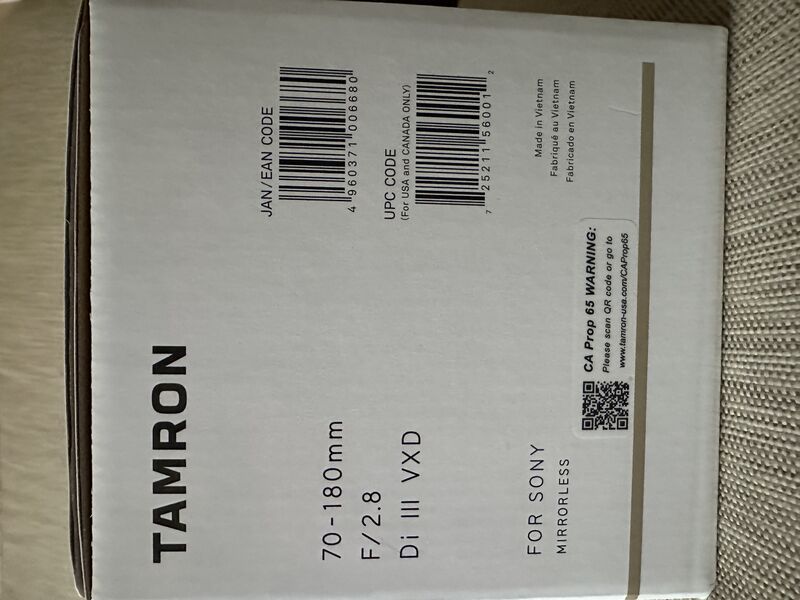 TAMRON
70-180mm
F/2.8
Di III VXD
FOR SONY
MIRRORLESS
JAN/EAN CODE
4 960371 006680
UPC CODE
(For USA and CANADA ONLY)
7 25211 56001 2
Made in Vietnam
Fabriqué au Vietnam
Fabricado en Vietnam
CA Prop 65 WARNING:
Please scan QR code or go to
www.tamron-usa.com/CAProp65